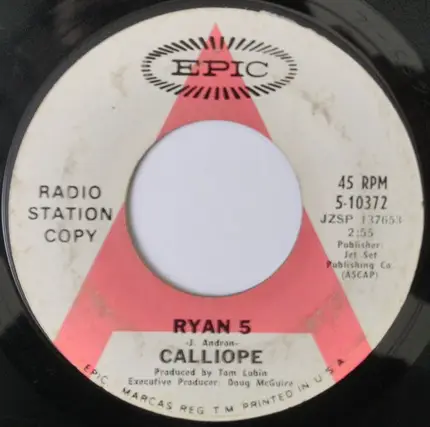 EPIC
RADIO
STATION
COPY
45 RPM
5-10372
JZSP 137653
2:55
Publisher:
Jet Set
Publishing Co.
(ASCAP)
RYAN 5
-J. Andron-
CALLIOPE
Produced by Tom Lubin
Executive Producer: Doug McGuire
EPIC, MARCAS REG T M PRINTED IN U.S.A.